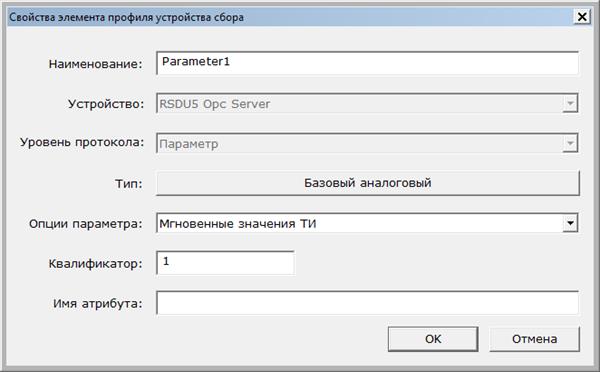 Свойства элемента профиля устройства сбора
Наименование: Parameter1
Устройство: RSDU5 Opc Server
Уровень протокола: Параметр
Тип: Базовый аналоговый
Опции параметра: Мгновенные значения ТИ
Квалификатор: 1
Имя атрибута:
OK Отмена